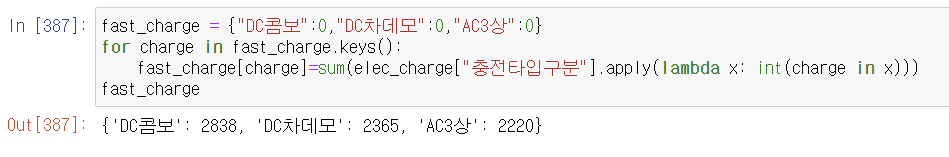 In [387]: fast_charge = {"DC콤보":0,"DC차데모":0,"AC3상":0}
for charge in fast_charge.keys():
    fast_charge[charge]=sum(elec_charge["충전타입구분"].apply(lambda x: int(charge in x)))
fast_charge
Out[387]: {'DC콤보': 2838, 'DC차데모': 2365, 'AC3상': 2220}